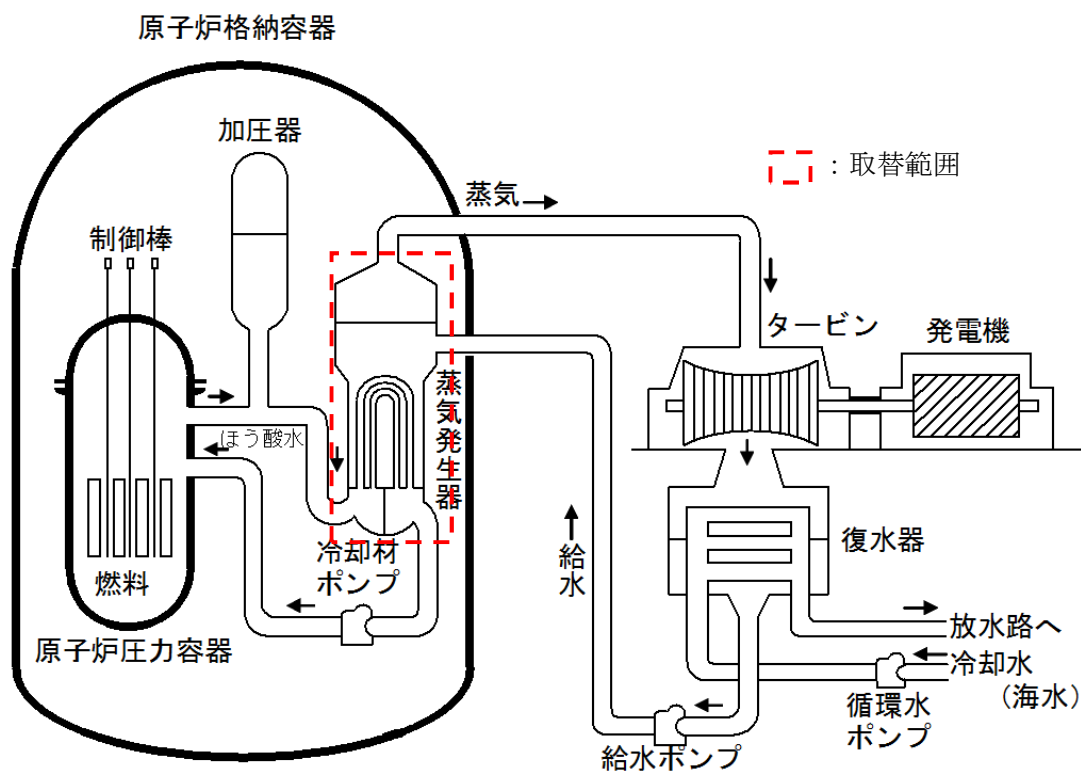 原子炉格納容器
加圧器
：取替範囲
蒸気
制御棒
タービン
発電機
蒸気発生器
ほう酸水
冷却材
ポンプ
燃料
原子炉圧力容器
給水
復水器
放水路へ
冷却水
（海水）
循環水
ポンプ
給水ポンプ